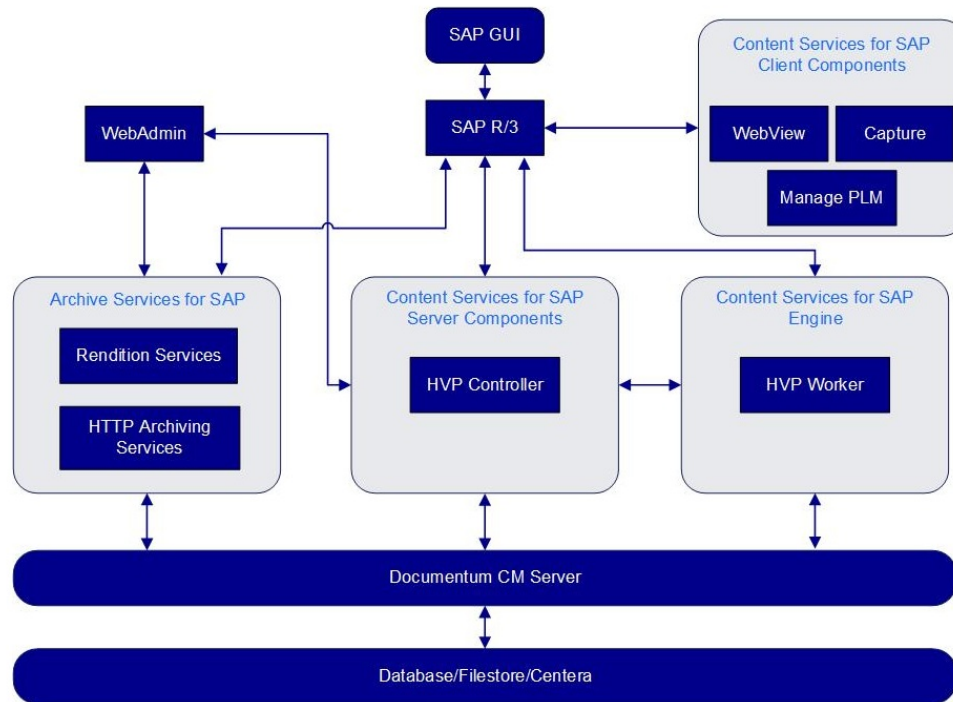 SAP GUI
Content Services for SAP
Client Components
WebAdmin
SAP R/3
WebView
Capture
Manage PLM
Archive Services for SAP
Rendition Services
HTTP Archiving
Services
Content Services for SAP
Server Components
HVP Controller
Content Services for SAP
Engine
HVP Worker
Documentum CM Server
Database/Filestore/Centera